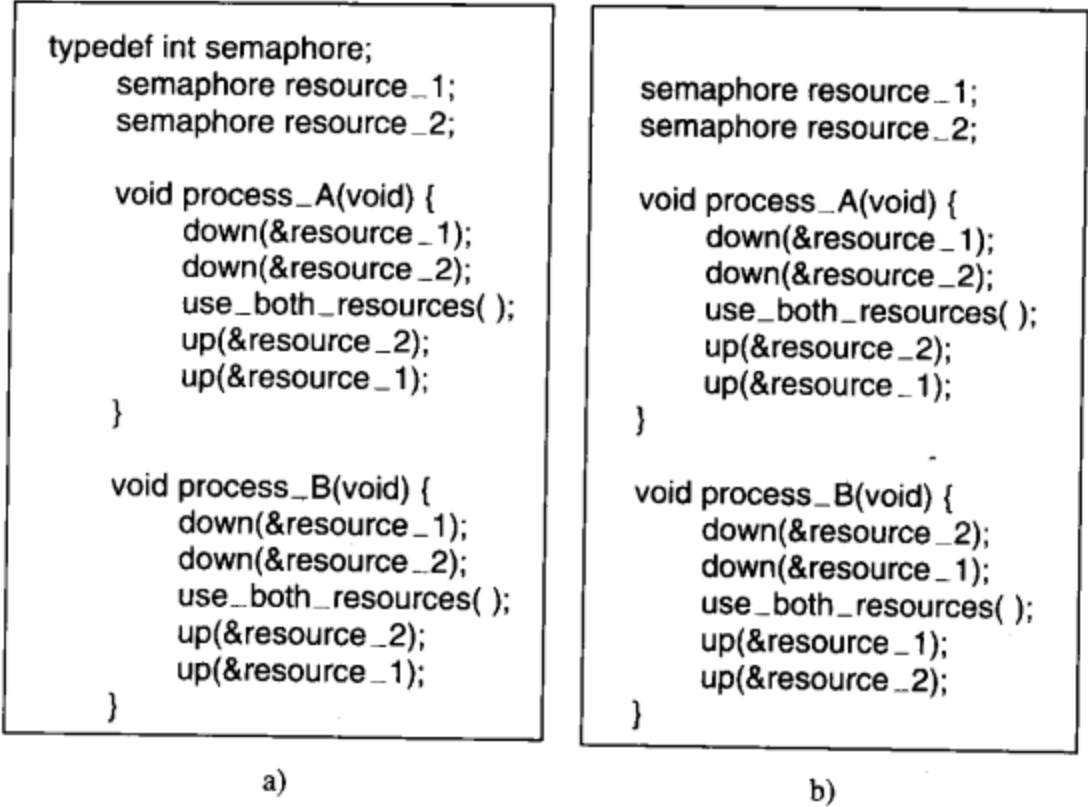 typedef int semaphore;
semaphore resource_1;
semaphore resource_2;
void process_A(void) {
down(&resource_1);
down(&resource_2);
use_both_resources( );
up(&resource_2);
up(&resource_1);
}
void process_B(void) {
down(&resource_1);
down(&resource_2);
use_both_resources( );
up(&resource_2);
up(&resource_1);
}
a)
semaphore resource_1;
semaphore resource_2;
void process_A(void) {
down(&resource_1);
down(&resource_2);
use_both_resources( );
up(&resource_2);
up(&resource_1);
}
void process_B(void) {
down(&resource_2);
down(&resource_1);
use_both_resources( );
up(&resource_1);
up(&resource_2);
}
b)